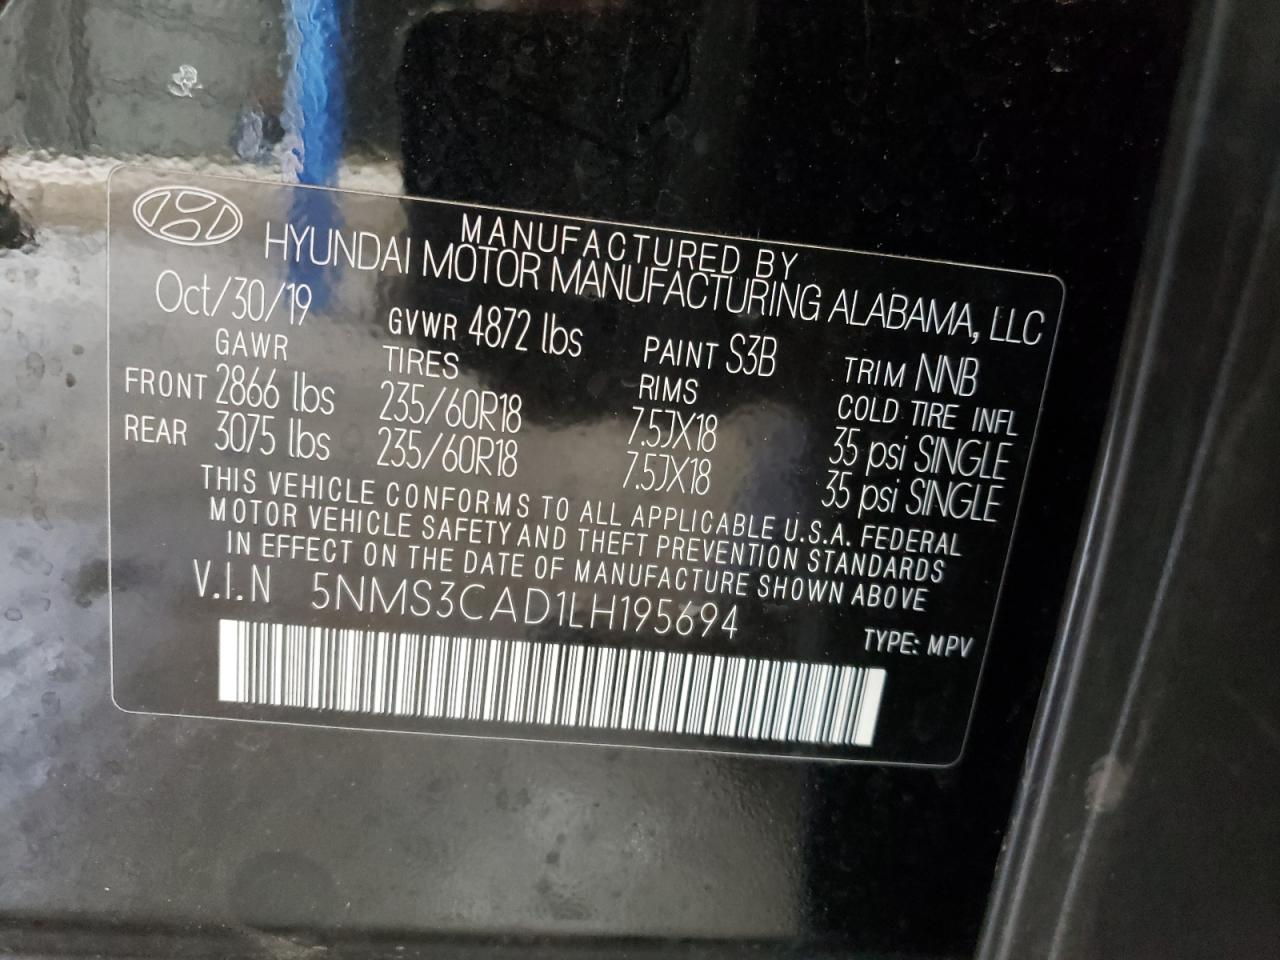 MANUFACTURED BY
HYUNDAI MOTOR MANUFACTURING ALABAMA, LLC
Oct/30/19 GVWR 4872 lbs PAINT S3B TRIM NNB
GAWR TIRES RIMS COLD TIRE INFL
FRONT 2866 lbs 235/60R18 7.5JX18 35 psi SINGLE
REAR 3075 lbs 235/60R18 7.5JX18 35 psi SINGLE
THIS VEHICLE CONFORMS TO ALL APPLICABLE U.S.A. FEDERAL
MOTOR VEHICLE SAFETY AND THEFT PREVENTION STANDARDS
IN EFFECT ON THE DATE OF MANUFACTURE SHOWN ABOVE
V.I.N 5NMS3CAD1LH195694 TYPE: MPV